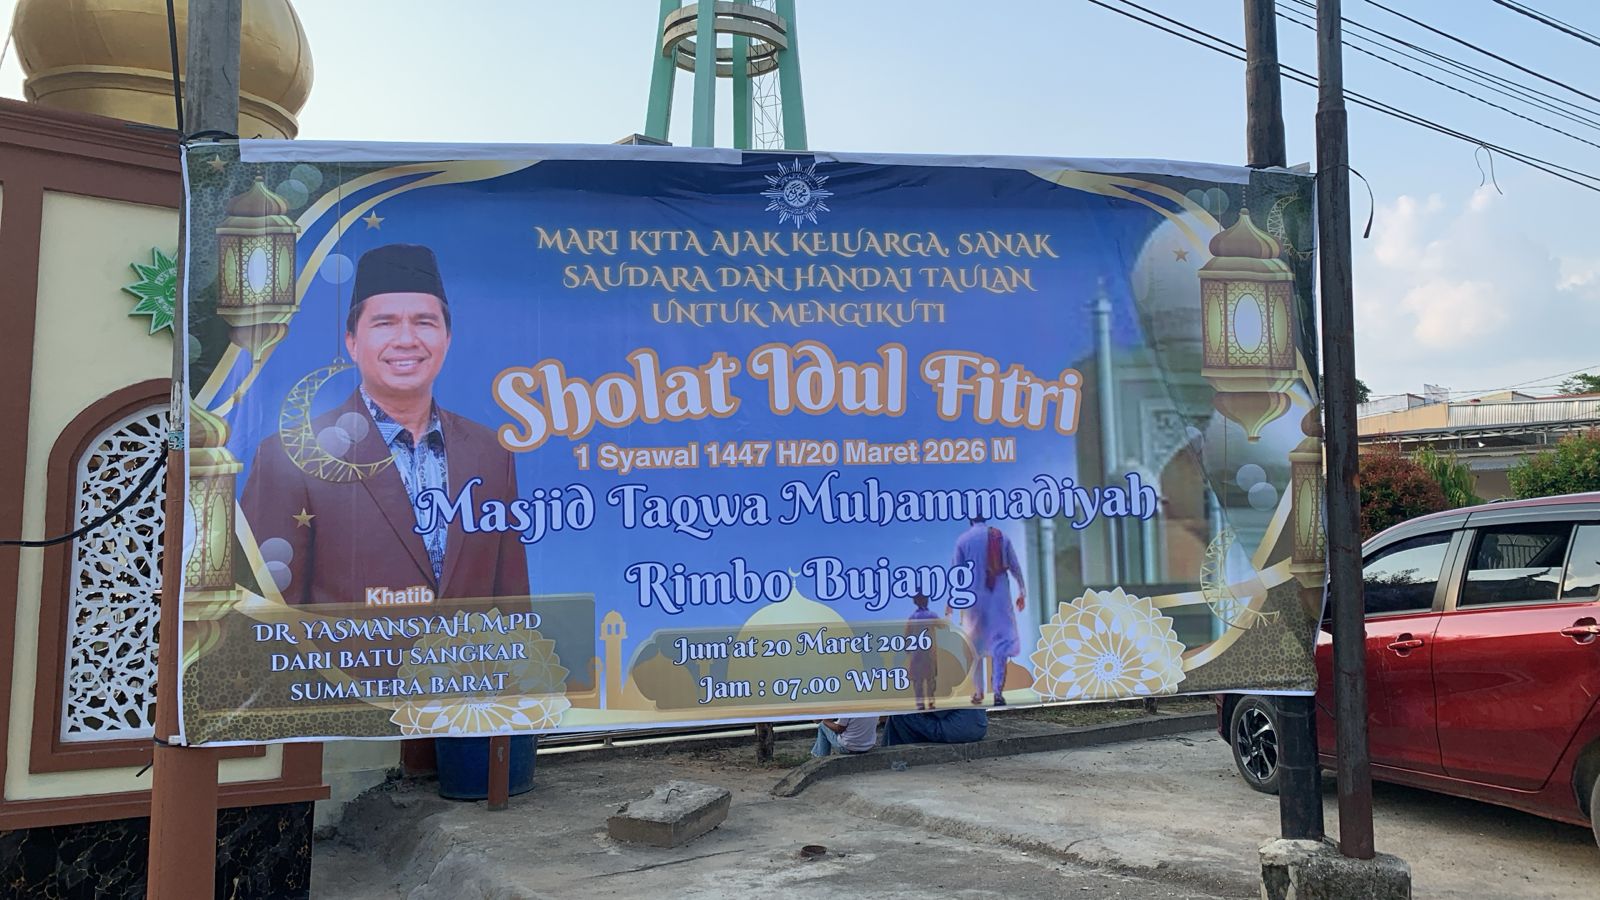 MARI KITA AJAK KELUARGA, SANAK
SAUDARA DAN HANDAI TAULAN
UNTUK MENGIKUTI
Sholat Idul Fitri
1 Syawal 1447 H/20 Maret 2026 M
Masjid Taqwa Muhammadiyah
Rimbo Bujang
Khatib
DR. YASMANSYAH, M.PD
DARI BATU SANGKAR
SUMATERA BARAT
Jum'at 20 Maret 2026
Jam : 07.00 WIB